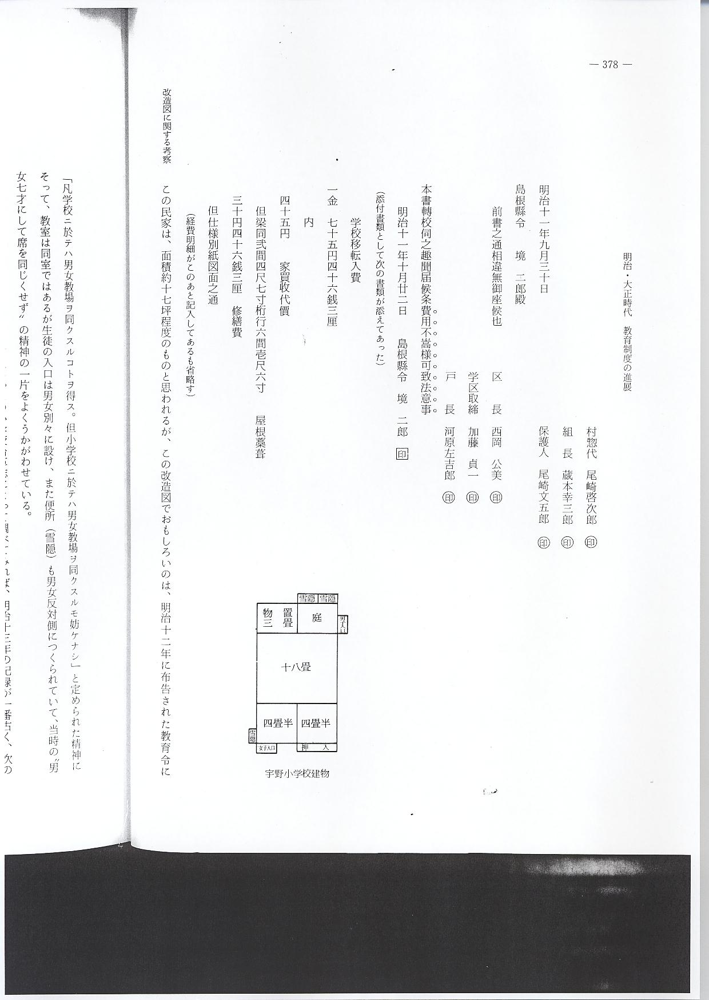 ― 378 ―
明治・大正時代　教育制度の進展
村惣代　尾崎啓次郎　㊞
組　長　蔵本幸三郎　㊞
保護人　尾崎文五郎　㊞
明治十一年九月三十日
島根縣令　境　二郎殿
前書之通相違無御座候也
区　長　西岡　公美　㊞
学区取締　加藤　貞一　㊞
戸　長　河原左吉郎　㊞
本書轉校伺之趣聞届候条費用不嵩様可致法意事
明治十一年十月廿二日　島根縣令　境　二郎　印
（添付書類として次の書類が添えてあった）
学校移転入費
一金　七十五円四十六銭三厘
内
四十五円　家買收代價
但梁同弐間四尺七寸桁行六間壱尺六寸　屋根藁葺
三十円四十六銭三厘　修繕費
但仕様別紙図面之通
（経費明細がこのあと記入してあるも省略す）
雪隠
雪隠
男子入口
庭
置畳
物三
十八畳
四畳半
四畳半
雪隠
女子入口
押　入
宇野小学校建物
改造図に関する考察
この民家は、面積約十七坪程度のものと思われるが、この改造図でおもしろいのは、明治十二年に布告された教育令に
「凡学校ニ於テハ男女教場ヲ同クスルコトヲ得ス。但小学校ニ於テハ男女教場ヲ同クスルモ妨ケナシ」と定められた精神に
そって、教室は同室ではあるが生徒の入口は男女別々に設け、また便所（雪隠）も男女反対側につくられていて、当時の〝男
女七才にして席を同じくせず〟の精神の一片をよくうかがわせている。
調べてみれば、明治十三年の記録が一番古く、次の